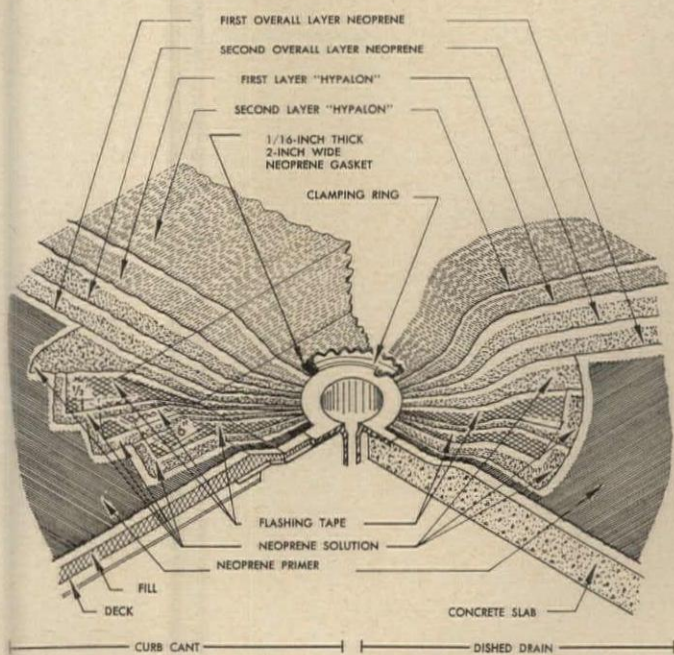 FIRST OVERALL LAYER NEOPRENE
SECOND OVERALL LAYER NEOPRENE
FIRST LAYER "HYPALON"
SECOND LAYER "HYPALON"
1/16-INCH THICK
2-INCH WIDE
NEOPRENE GASKET
CLAMPING RING
6"
FLASHING TAPE
NEOPRENE SOLUTION
NEOPRENE PRIMER
FILL
DECK
CONCRETE SLAB
CURB CANT
DISHED DRAIN